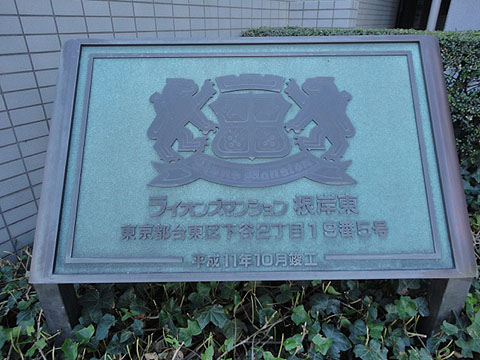 Lions Mansion
ライオンズマンション 根岸東
東京都台東区下谷2丁目19番5号
平成11年10月竣工